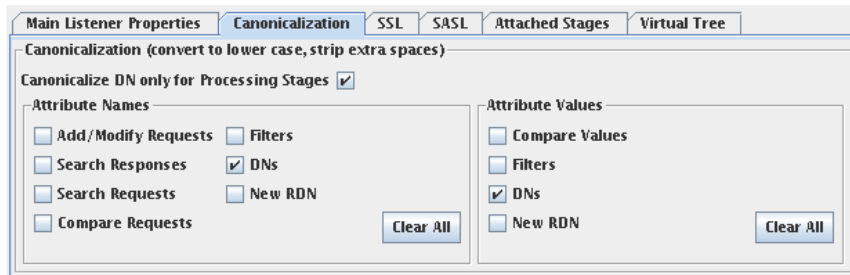 Main Listener Properties Canonicalization SSL SASL Attached Stages Virtual Tree
Canonicalization (convert to lower case, strip extra spaces)
Canonicalize DN only for Processing Stages
Attribute Names
Add/Modify Requests Filters
Search Responses DNs
Search Requests New RDN
Compare Requests
Clear All
Attribute Values
Compare Values
Filters
DNs
New RDN
Clear All